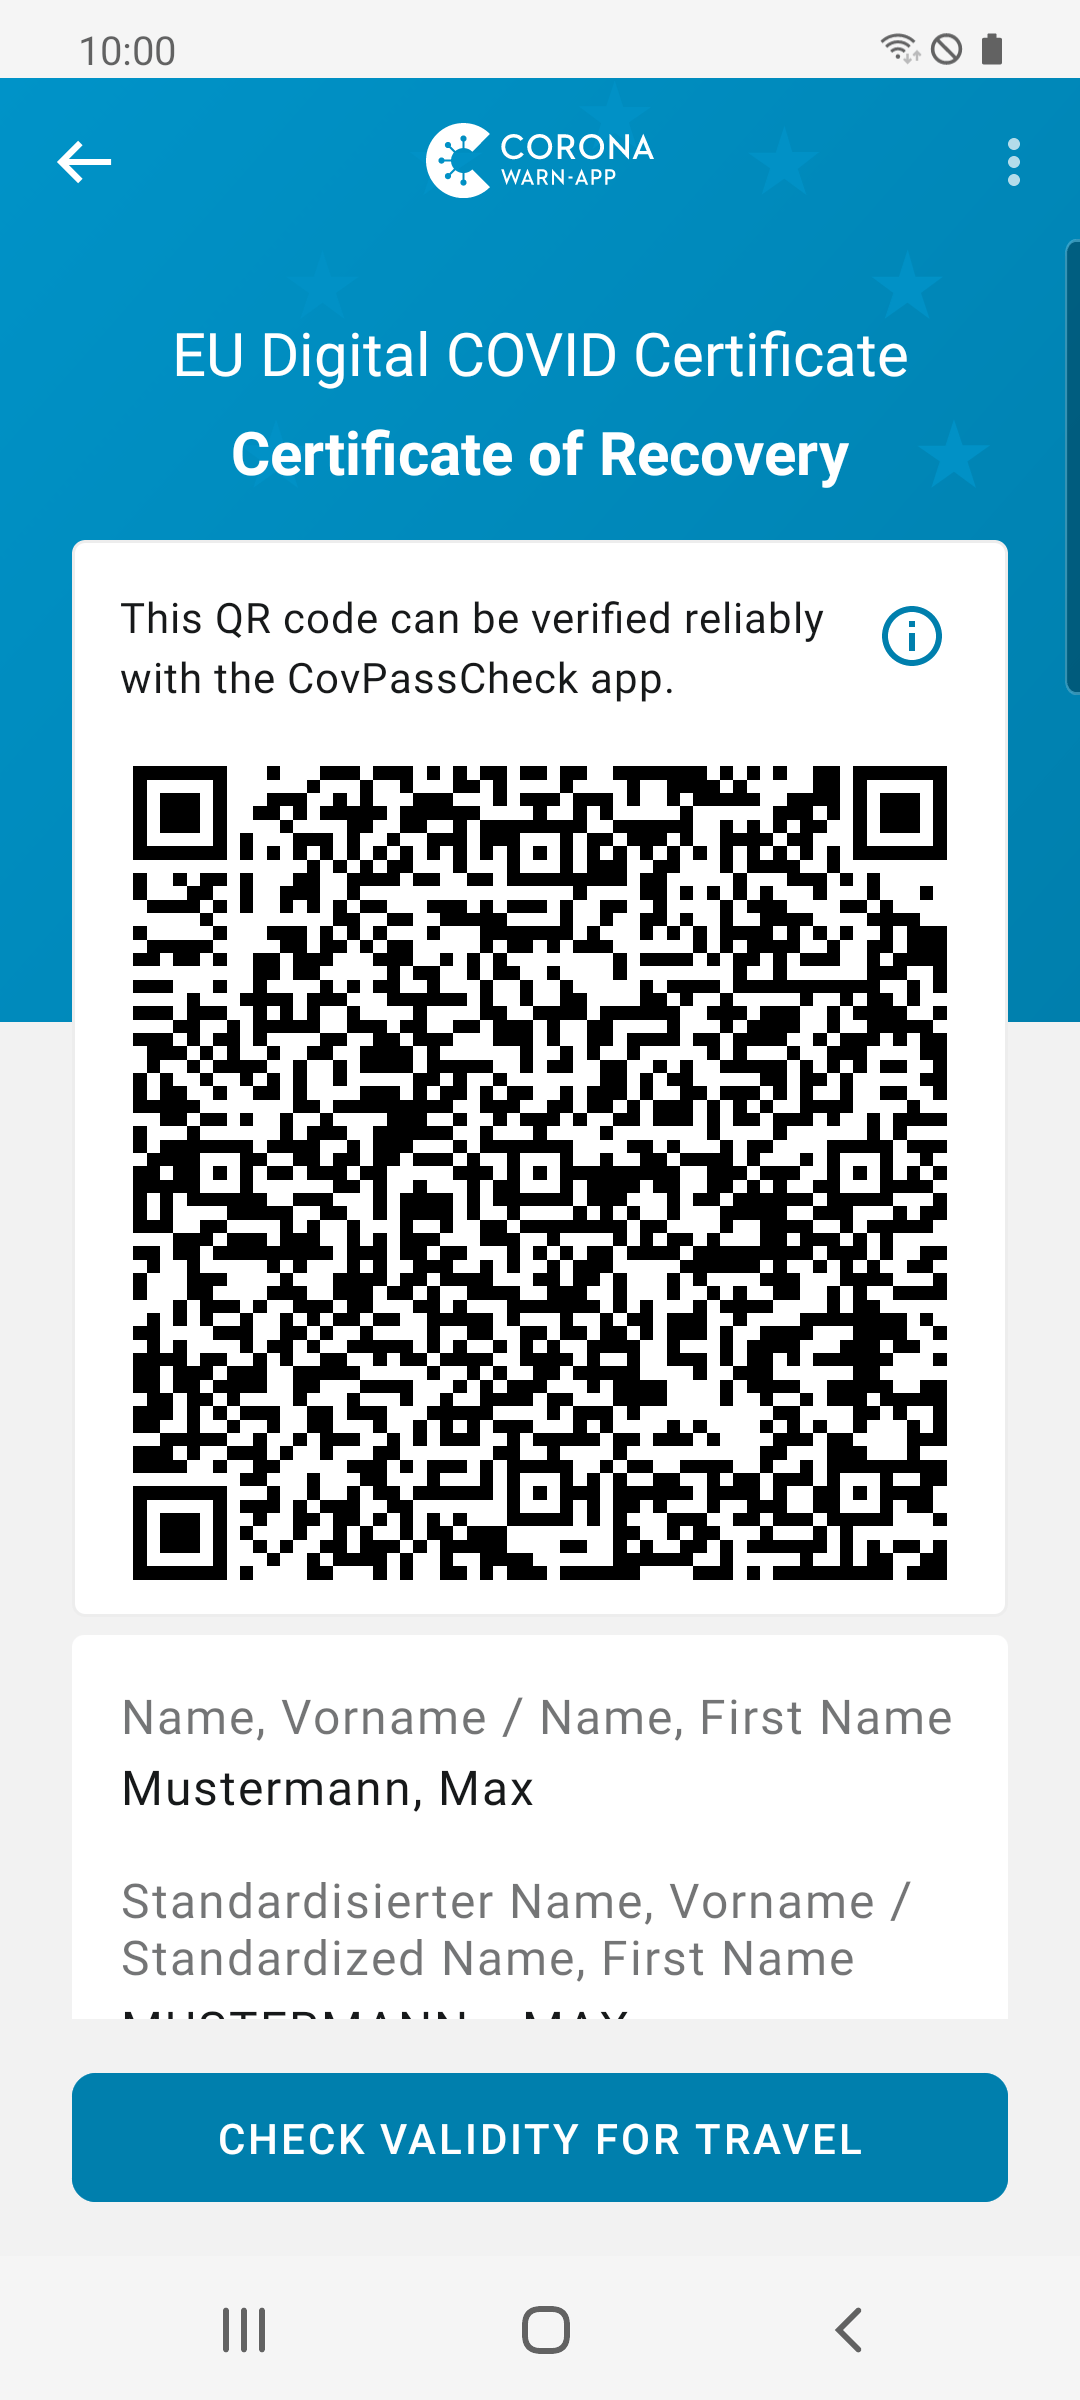 10:00
CORONA
WARN-APP
EU Digital COVID Certificate
Certificate of Recovery
This QR code can be verified reliably
with the CovPassCheck app.
Name, Vorname / Name, First Name
Mustermann, Max
Standardisierter Name, Vorname /
Standardized Name, First Name
CHECK VALIDITY FOR TRAVEL